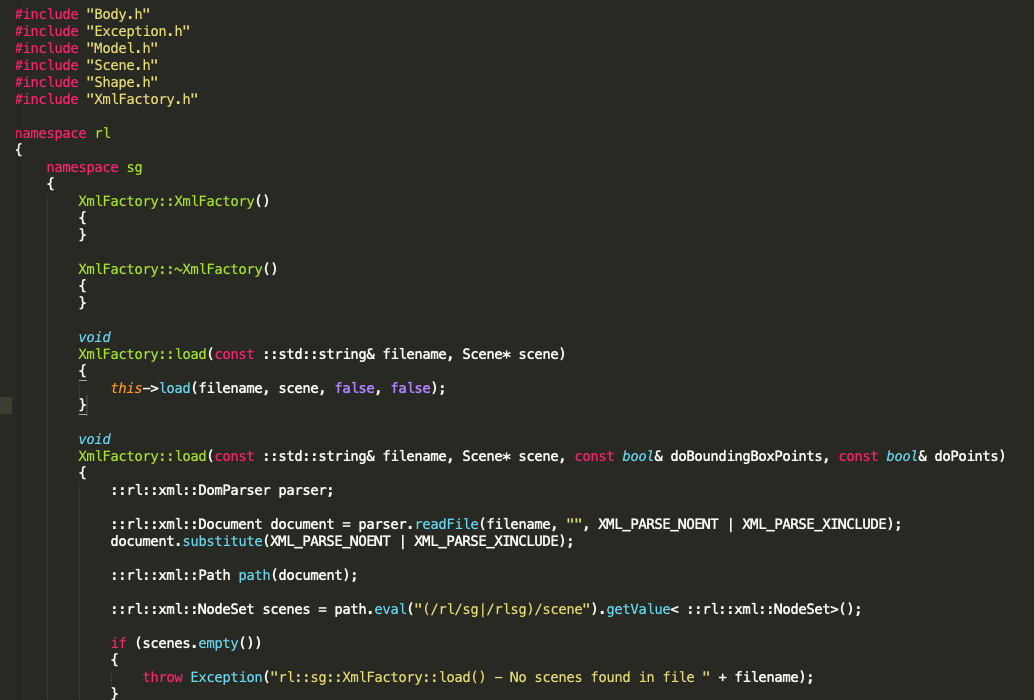 #include "Body.h"
#include "Exception.h"
#include "Model.h"
#include "Scene.h"
#include "Shape.h"
#include "XmlFactory.h"

namespace rl
{
    namespace sg
    {
        XmlFactory::XmlFactory()
        {
        }

        XmlFactory::~XmlFactory()
        {
        }

        void
        XmlFactory::load(const ::std::string& filename, Scene* scene)
        {
            this->load(filename, scene, false, false);
        }

        void
        XmlFactory::load(const ::std::string& filename, Scene* scene, const bool& doBoundingBoxPoints, const bool& doPoints)
        {
            ::rl::xml::DomParser parser;

            ::rl::xml::Document document = parser.readFile(filename, "", XML_PARSE_NOENT | XML_PARSE_XINCLUDE);
            document.substitute(XML_PARSE_NOENT | XML_PARSE_XINCLUDE);

            ::rl::xml::Path path(document);

            ::rl::xml::NodeSet scenes = path.eval("(/rl/sg|/rlsg)/scene").getValue< ::rl::xml::NodeSet>();

            if (scenes.empty())
            {
                throw Exception("rl::sg::XmlFactory::load() - No scenes found in file " + filename);
            }